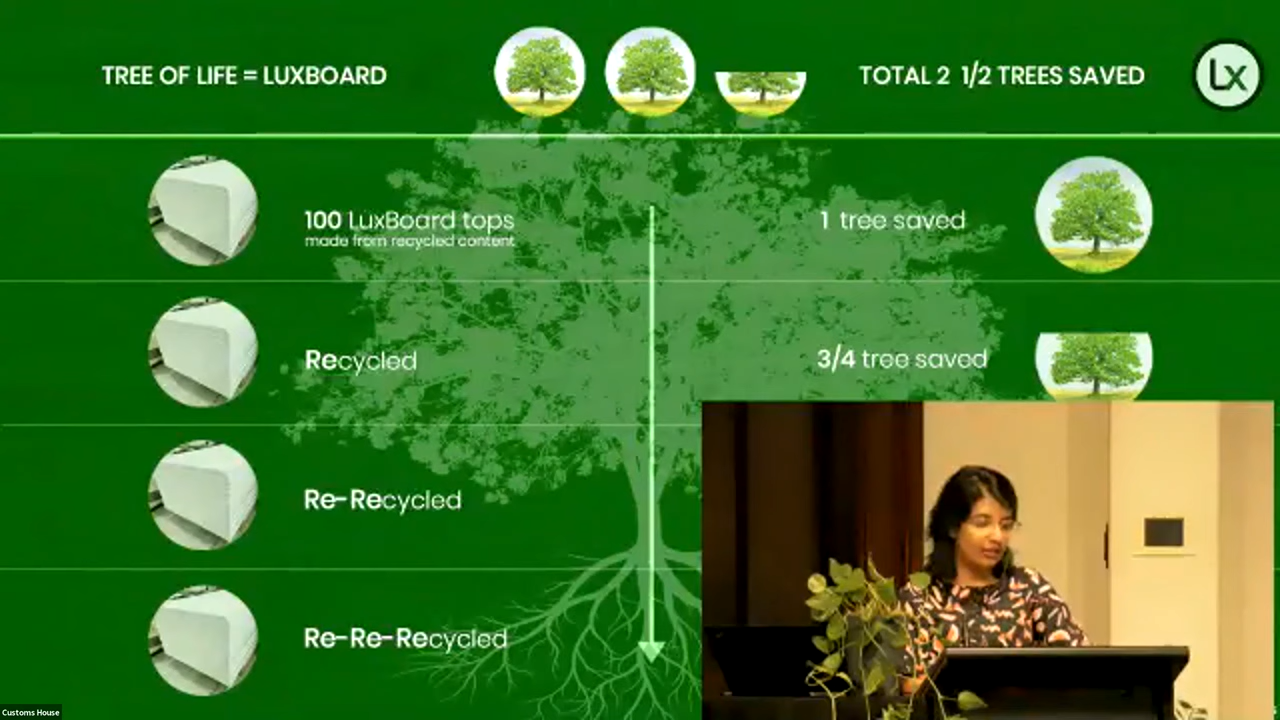 TREE OF LIFE = LUXBOARD
TOTAL 2 1/2 TREES SAVED
Lx
100 LuxBoard tops
made from recycled content
1 tree saved
Recycled
3/4 tree saved
Re-Recycled
Re-Re-Recycled
Customs House